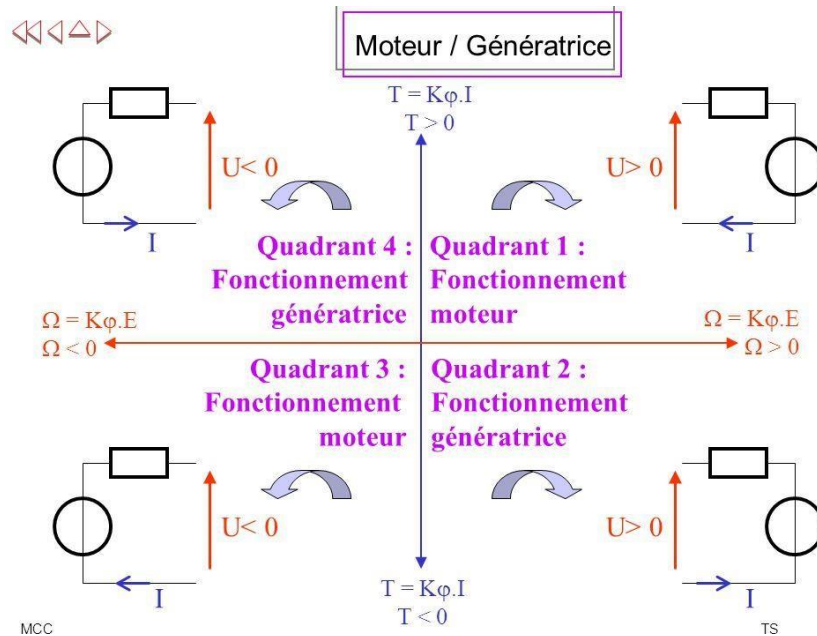 Moteur / Génératrice
T = Kφ.I
T > 0
U< 0
I
U> 0
I
Quadrant 4 :
Fonctionnement
génératrice
Quadrant 1 :
Fonctionnement
moteur
Ω = Kφ.E
Ω < 0
Ω = Kφ.E
Ω > 0
Quadrant 3 :
Fonctionnement
moteur
Quadrant 2 :
Fonctionnement
génératrice
U< 0
I
U> 0
I
T = Kφ.I
T < 0
MCC
TS